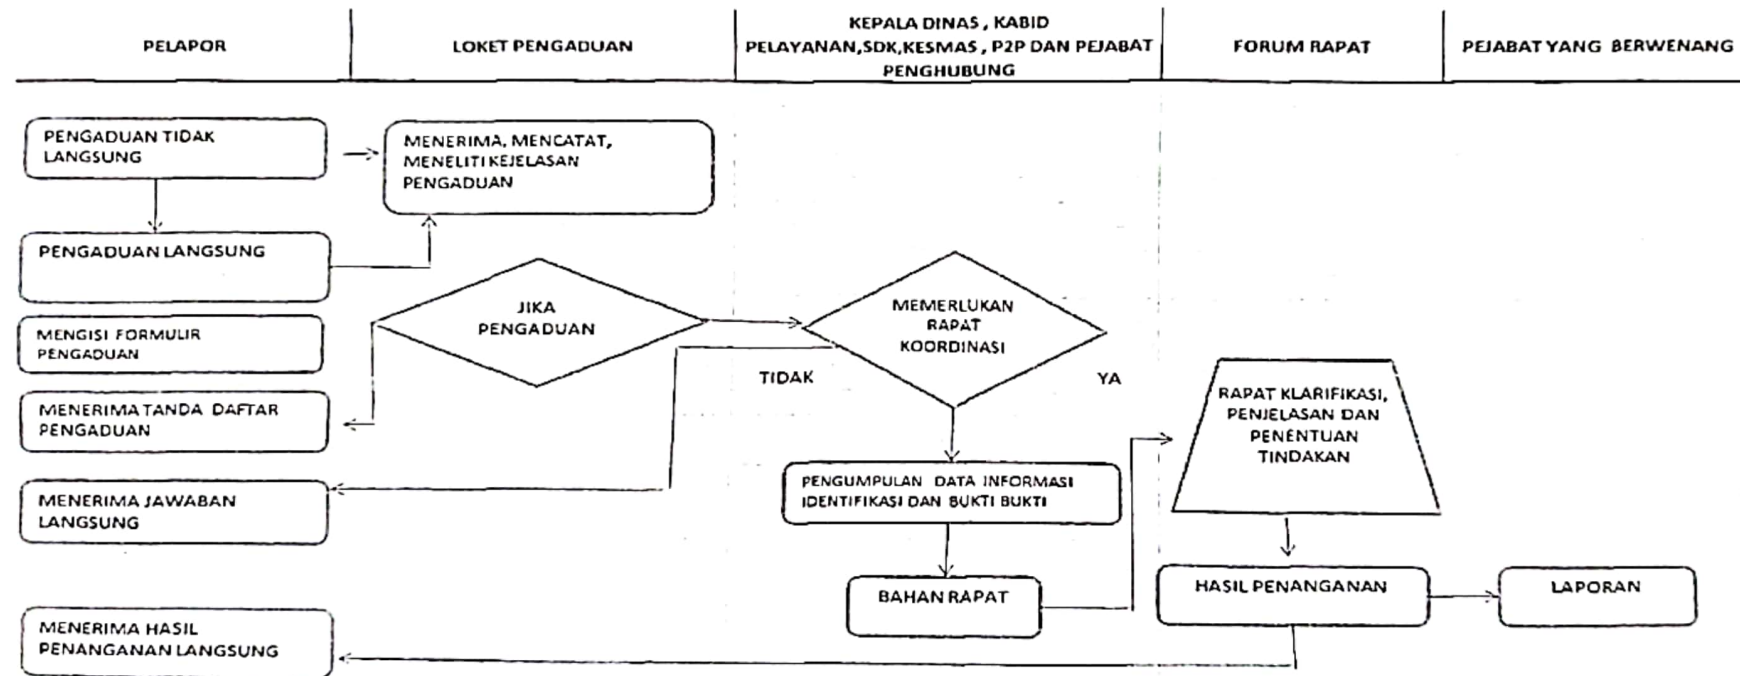 PELAPOR
LOKET PENGADUAN
KEPALA DINAS , KABID
PELAYANAN,SDK,KESMAS , P2P DAN PEJABAT
PENGHUBUNG
FORUM RAPAT
PEJABAT YANG BERWENANG
PENGADUAN TIDAK
LANGSUNG
MENERIMA, MENCATAT,
MENELITI KEJELASAN
PENGADUAN
PENGADUAN LANGSUNG
JIKA
PENGADUAN
MEMERLUKAN
RAPAT
KOORDINASI
MENGISI FORMULIR
PENGADUAN
TIDAK
YA
MENERIMA TANDA DAFTAR
PENGADUAN
RAPAT KLARIFIKASI,
PENJELASAN DAN
PENENTUAN
TINDAKAN
MENERIMA JAWABAN
LANGSUNG
PENGUMPULAN DATA INFORMASI
IDENTIFIKASI DAN BUKTI BUKTI
BAHAN RAPAT
HASIL PENANGANAN
LAPORAN
MENERIMA HASIL
PENANGANAN LANGSUNG